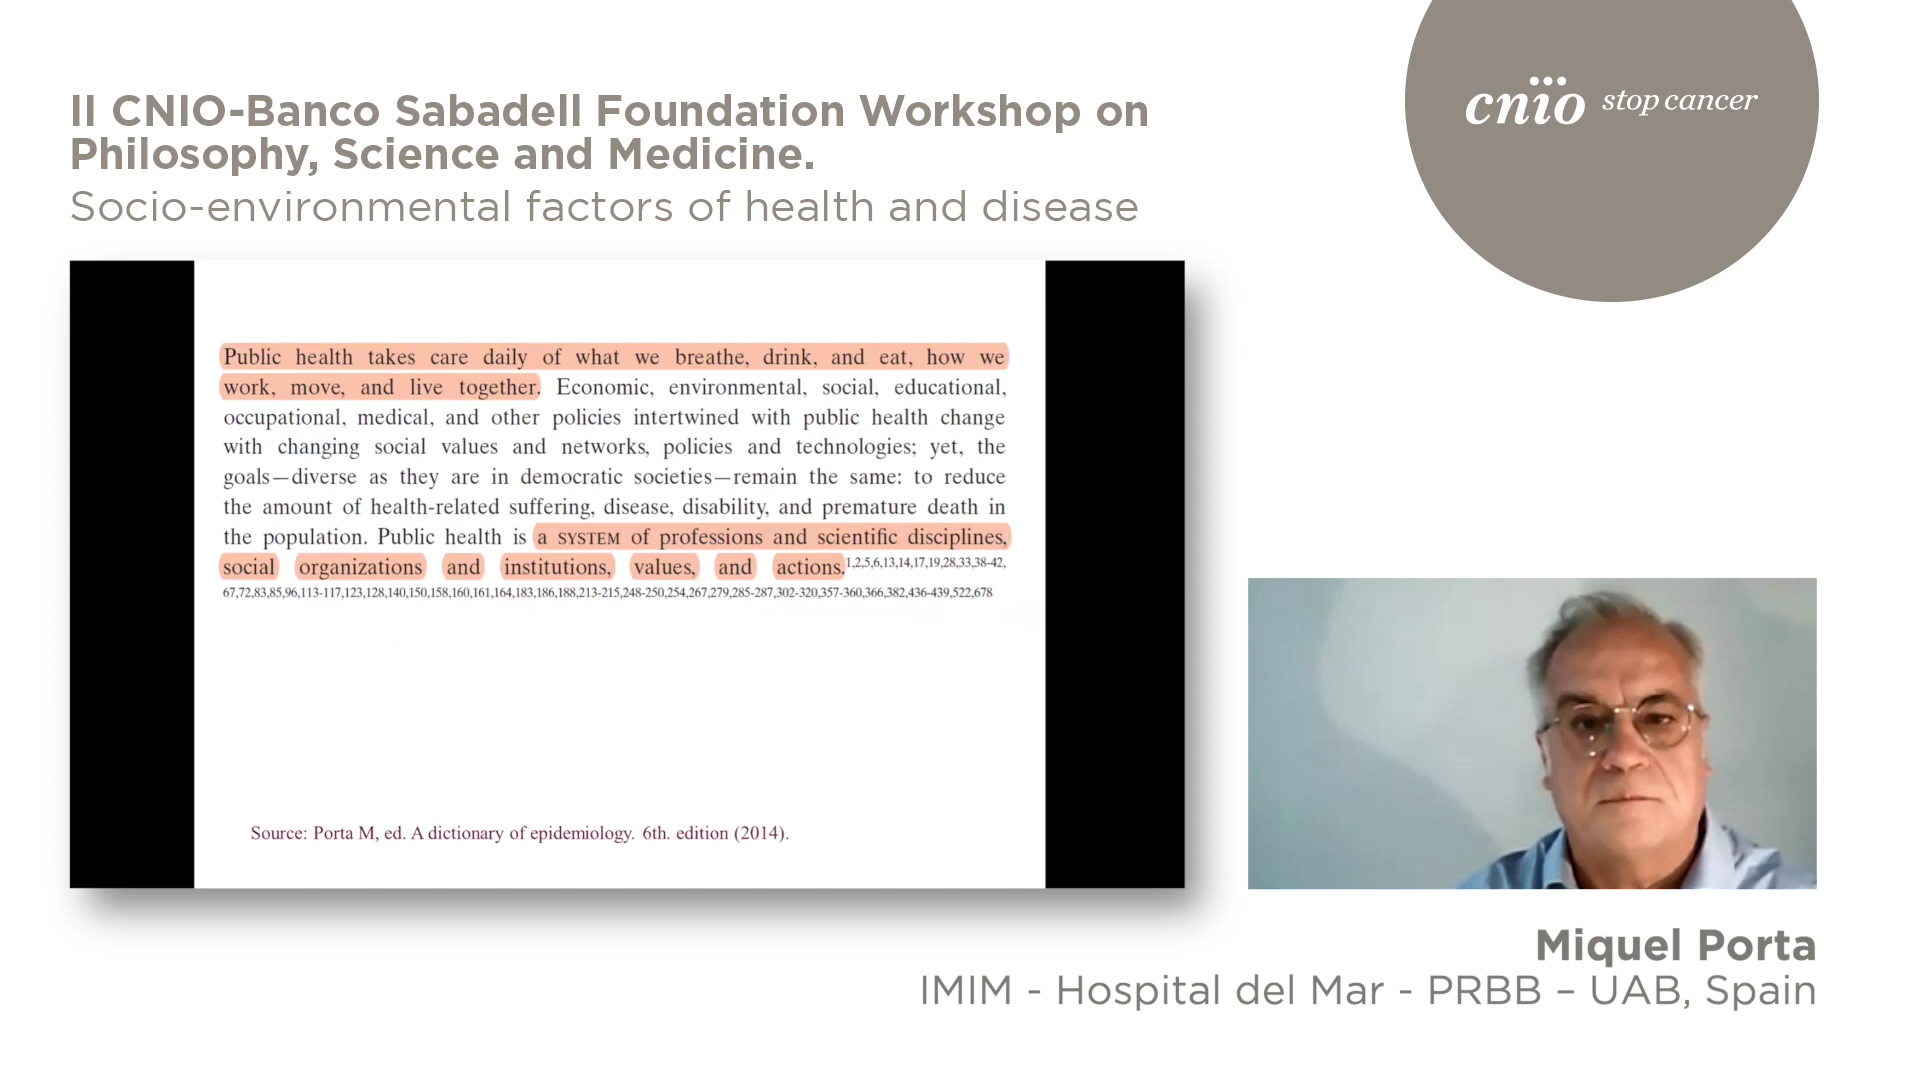 II CNIO-Banco Sabadell Foundation Workshop on
Philosophy, Science and Medicine.
Socio-environmental factors of health and disease
cnio stop cancer
Public health takes care daily of what we breathe, drink, and eat, how we
work, move, and live together. Economic, environmental, social, educational,
occupational, medical, and other policies intertwined with public health change
with changing social values and networks, policies and technologies; yet, the
goals—diverse as they are in democratic societies—remain the same: to reduce
the amount of health-related suffering, disease, disability, and premature death in
the population. Public health is a SYSTEM of professions and scientific disciplines,
social organizations and institutions, values, and actions.1,2,5,6,13,14,17,19,28,33,38-42,
67,72,83,85,96,113-117,123,128,140,150,158,160,161,164,183,186,188,213-215,248-250,254,267,279,285-287,302-320,357-360,366,382,436-439,522,678
Source: Porta M, ed. A dictionary of epidemiology. 6th. edition (2014).
Miquel Porta
IMIM - Hospital del Mar - PRBB – UAB, Spain